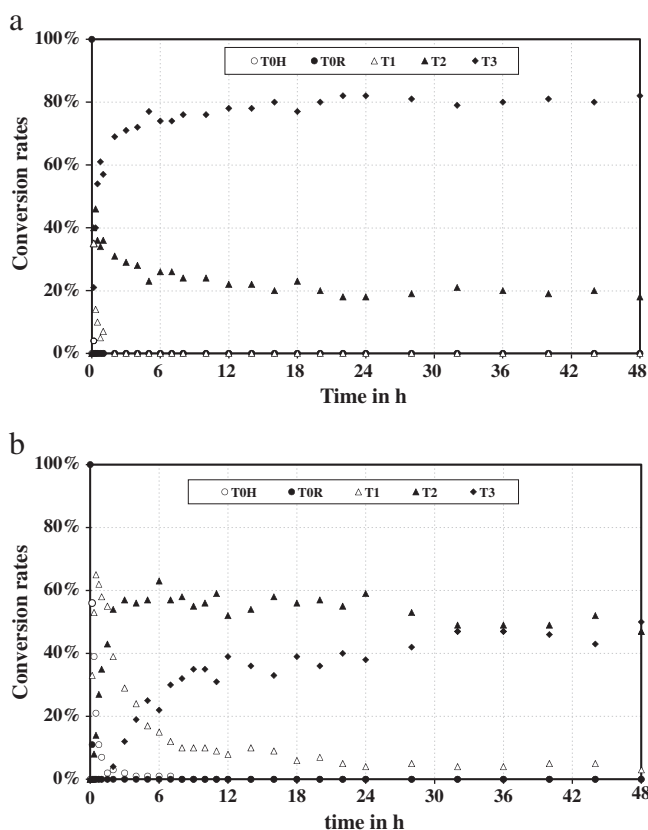 a
100%
80%
60%
40%
20%
0%
Conversion rates
T0H T0R T1 T2 T3
0 6 12 18 24 30 36 42 48
Time in h
b
100%
80%
60%
40%
20%
0%
Conversion rates
T0H T0R T1 T2 T3
0 6 12 18 24 30 36 42 48
time in h